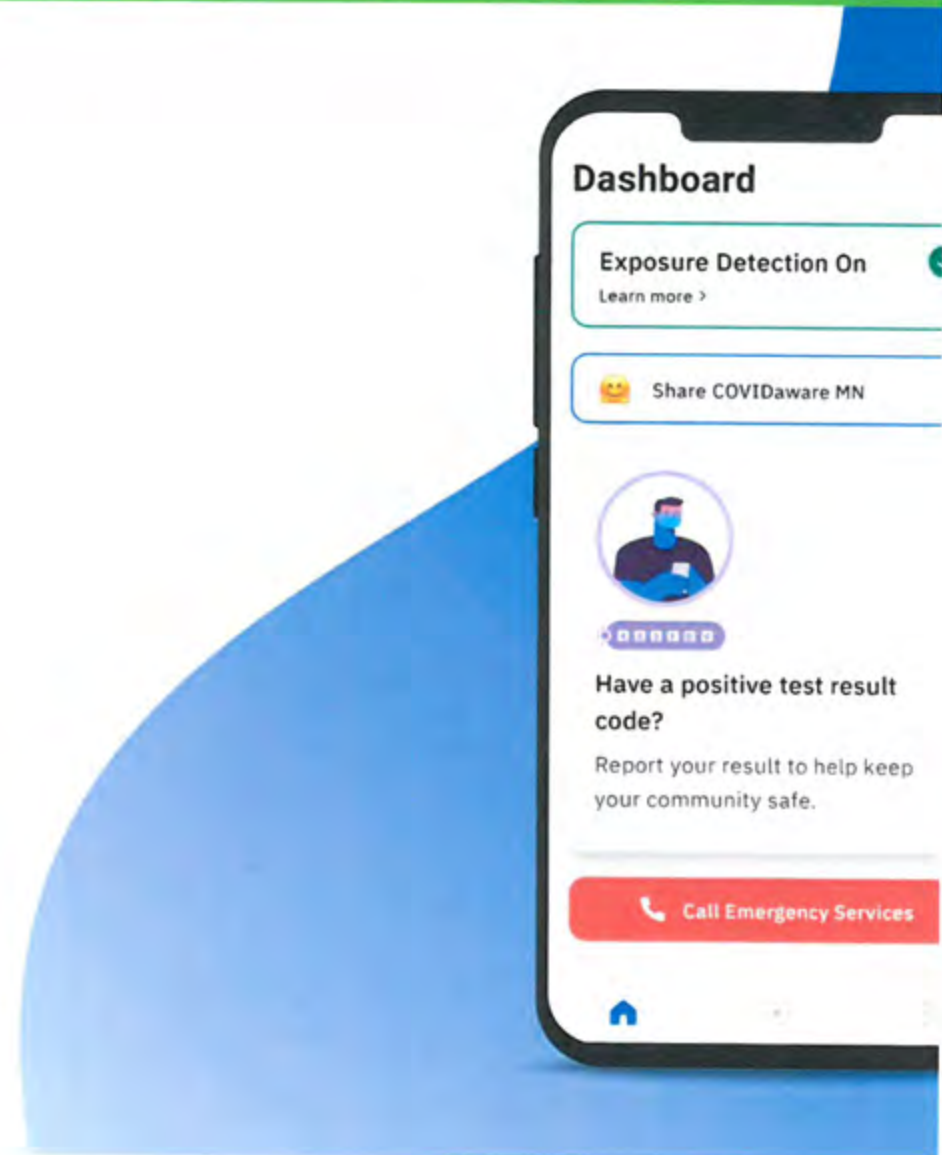 Dashboard
Exposure Detection On
Learn more >
Share COVIDaware MN
Have a positive test result
code?
Report your result to help keep
your community safe.
Call Emergency Services